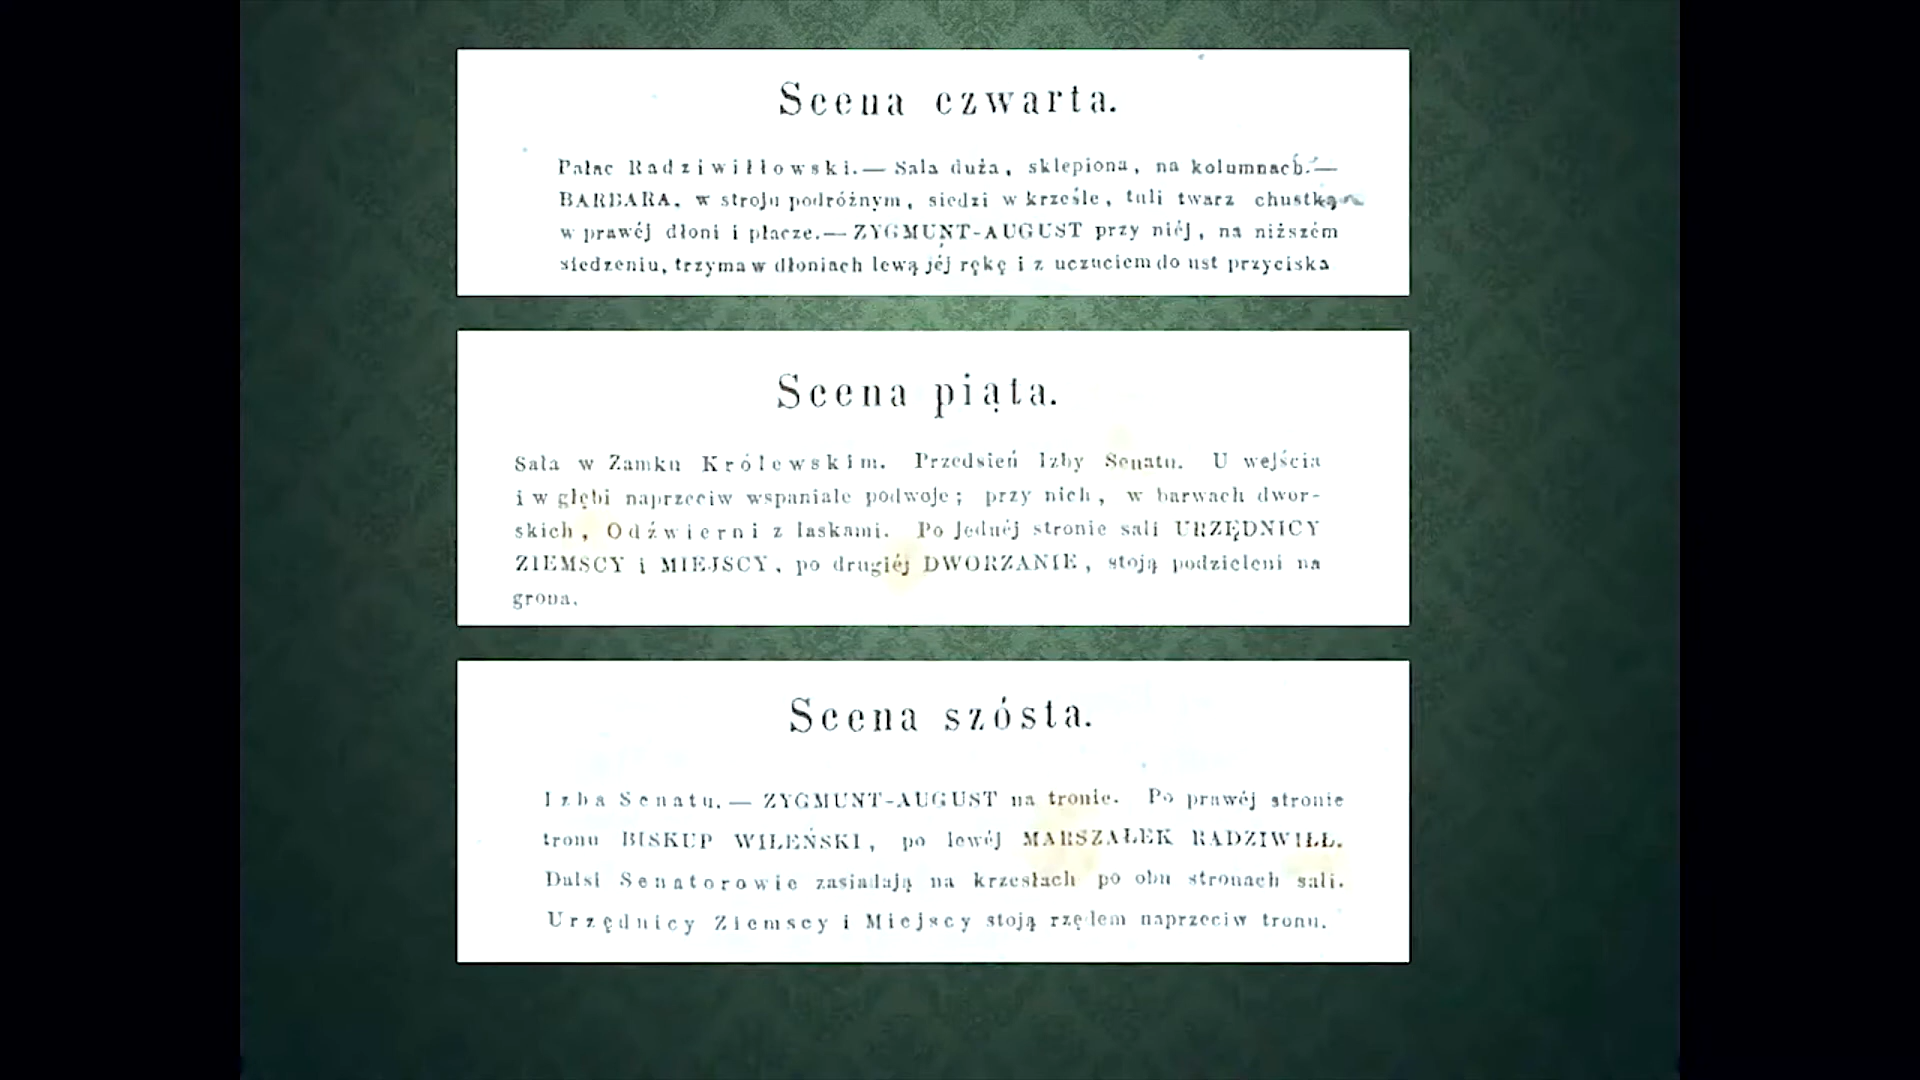 Scena czwarta.
Pałac Radziwiłłowski.— Sala duża, sklepiona, na kolumnach.—
BARBARA, w stroju podróżnym, siedzi w krześle, tuli twarz chustką
w prawéj dłoni i płacze.— ZYGMUNT-AUGUST przy niéj, na niższém
siedzeniu, trzyma w dłoniach lewą jéj rękę i z uczuciem do ust przyciska
Scena piąta.
Sala w Zamku Królewskim. Przedsień Izby Senatu. U wejścia
i w głębi naprzeciw wspaniałe podwoje; przy nich, w barwach dwor-
skich, Odźwierni z laskami. Po jednéj stronie sali URZĘDNICY
ZIEMSCY i MIEJSCY, po drugiéj DWORZANIE, stoją podzieleni na
grona.
Scena szósta.
Izba Senatu.— ZYGMUNT-AUGUST na tronie. Po prawéj stronie
tronu BISKUP WILEŃSKI, po lewéj MARSZAŁEK RADZIWIŁŁ.
Dalsi Senatorowie zasiadają na krzesłach po obu stronach sali.
Urzędnicy Ziemscy i Miejscy stoją rzędem naprzeciw tronu.